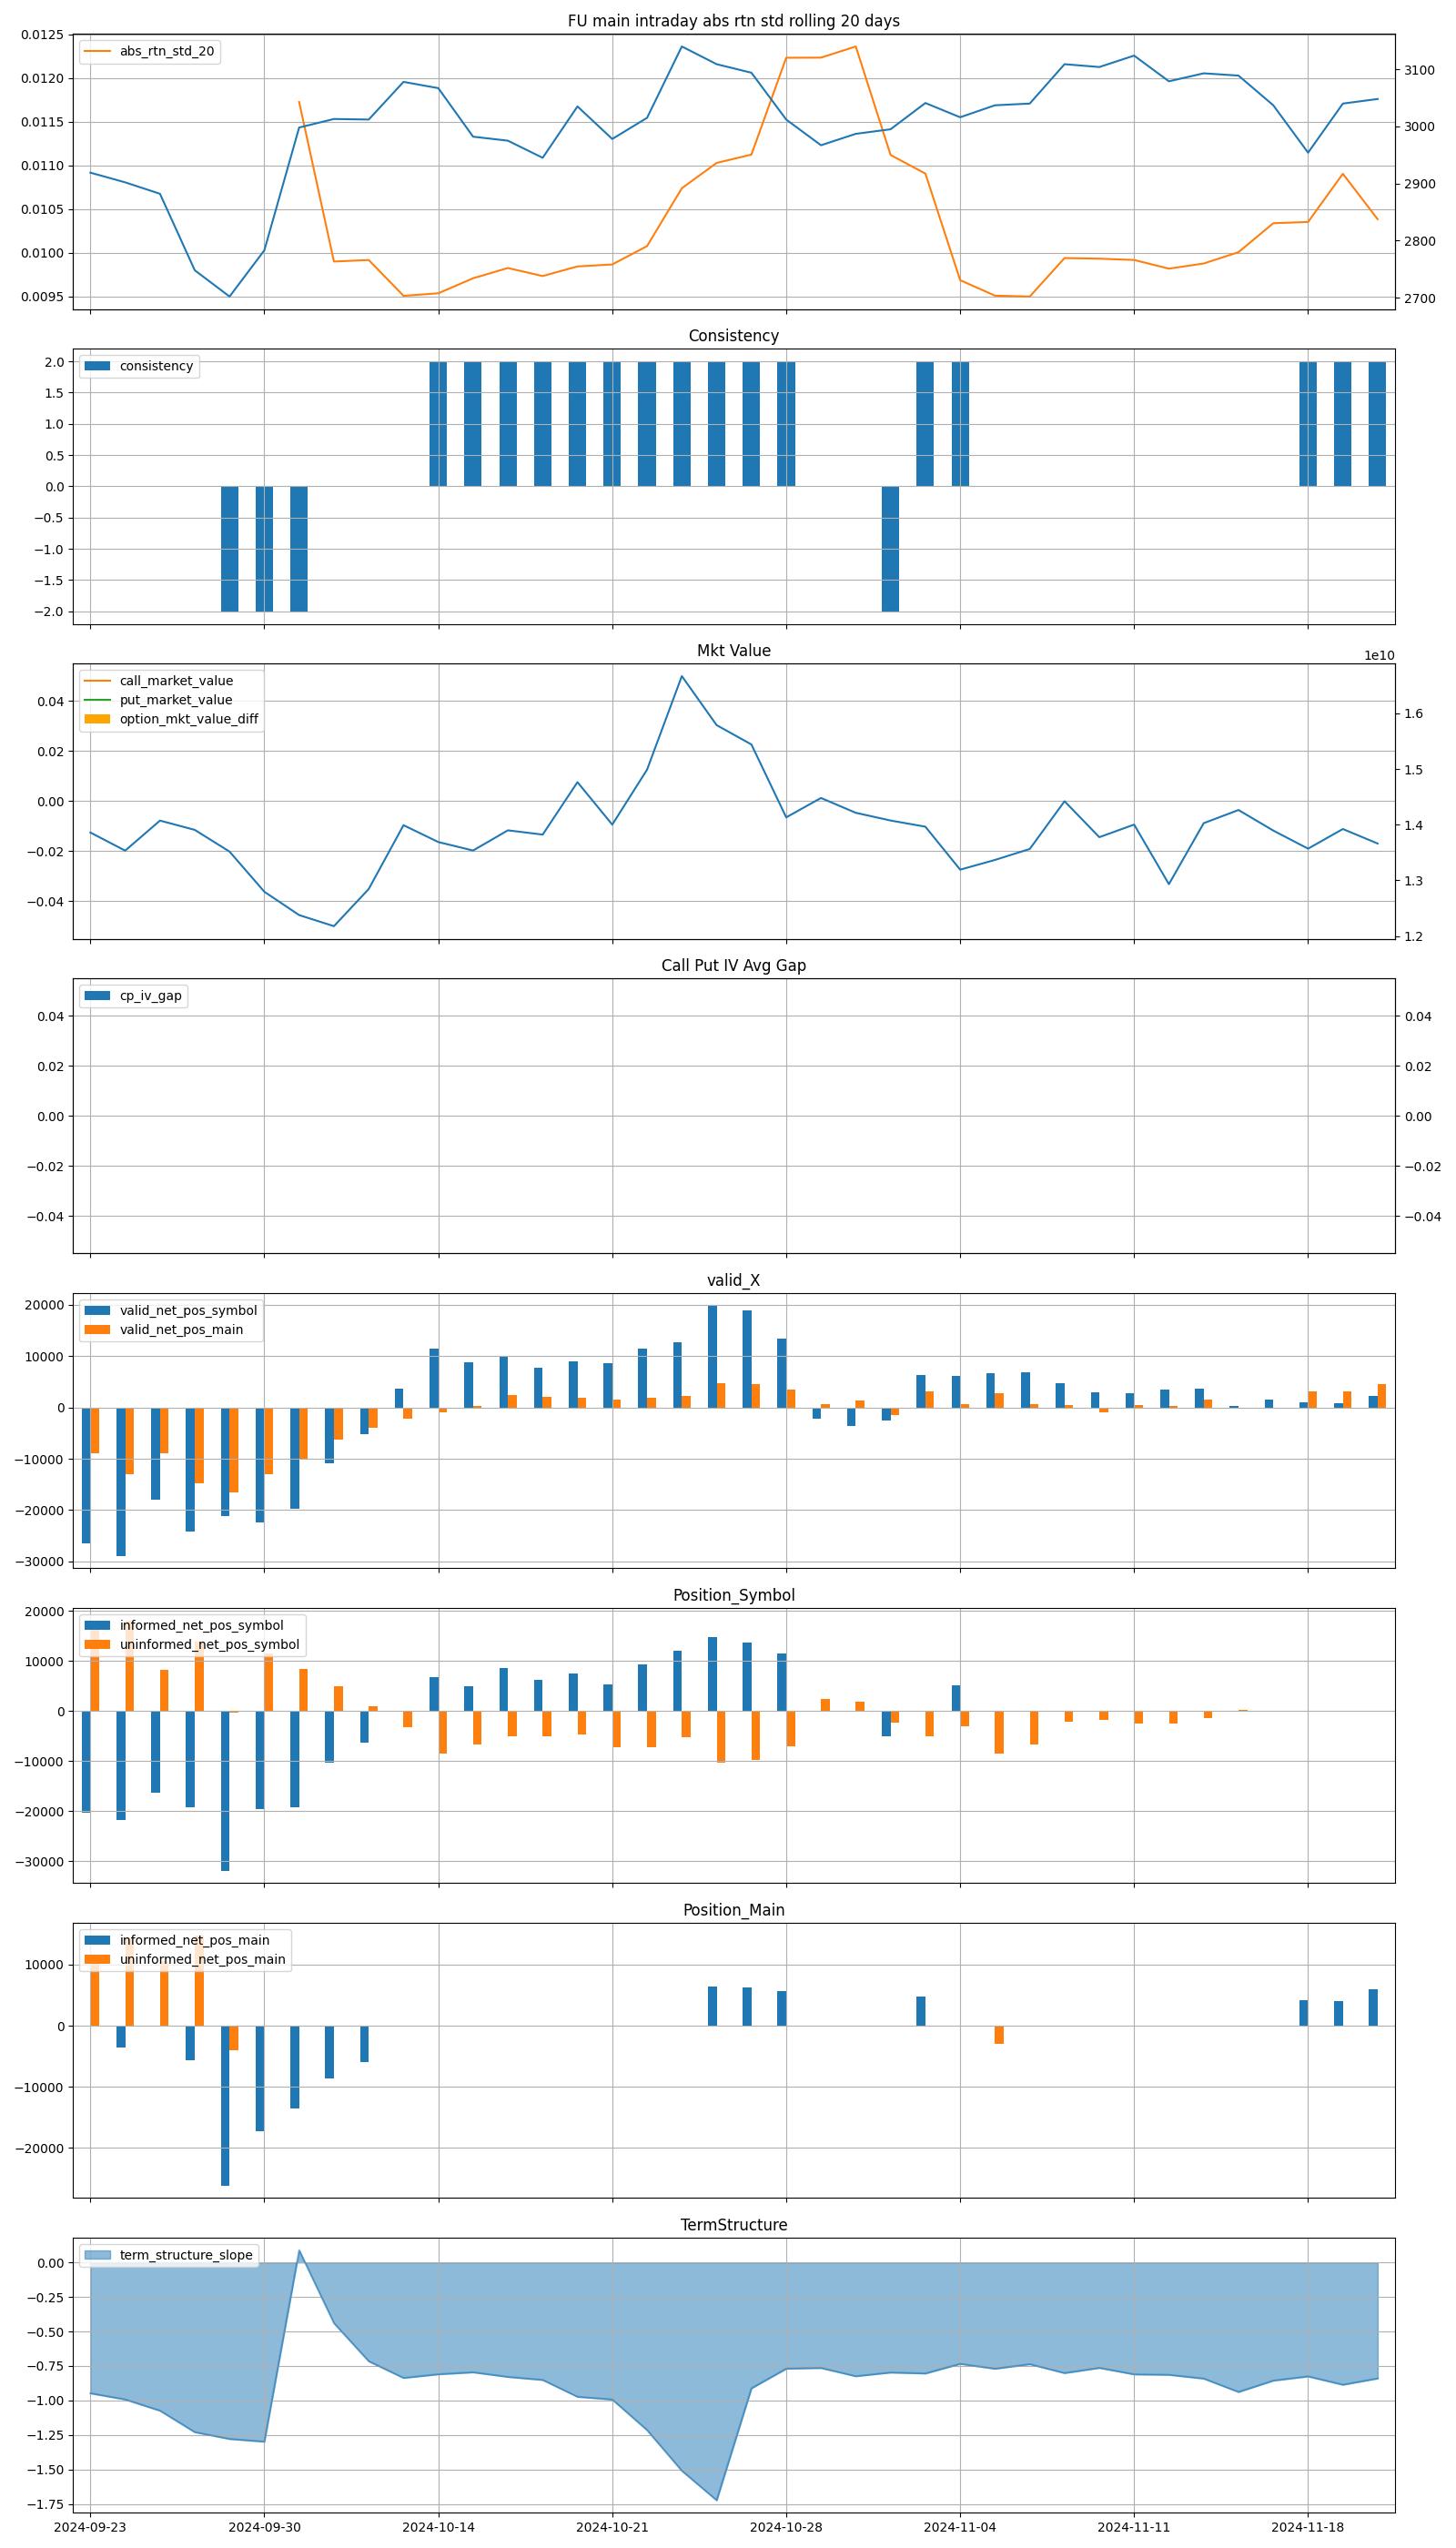 FU main intraday abs rtn std rolling 20 days
abs_rtn_std_20
0.0125
0.0120
0.0115
0.0110
0.0105
0.0100
0.0095
3100
3000
2900
2800
2700
Consistency
consistency
2.0
1.5
1.0
0.5
0.0
−0.5
−1.0
−1.5
−2.0
Mkt Value
1e10
call_market_value
put_market_value
option_mkt_value_diff
0.04
0.02
0.00
−0.02
−0.04
1.6
1.5
1.4
1.3
1.2
Call Put IV Avg Gap
cp_iv_gap
0.04
0.02
0.00
−0.02
−0.04
0.04
0.02
0.00
−0.02
−0.04
valid_X
valid_net_pos_symbol
valid_net_pos_main
20000
10000
0
−10000
−20000
−30000
Position_Symbol
informed_net_pos_symbol
uninformed_net_pos_symbol
20000
10000
0
−10000
−20000
−30000
Position_Main
informed_net_pos_main
uninformed_net_pos_main
10000
0
−10000
−20000
TermStructure
term_structure_slope
0.00
−0.25
−0.50
−0.75
−1.00
−1.25
−1.50
−1.75
2024-09-23 2024-09-30 2024-10-14 2024-10-21 2024-10-28 2024-11-04 2024-11-11 2024-11-18